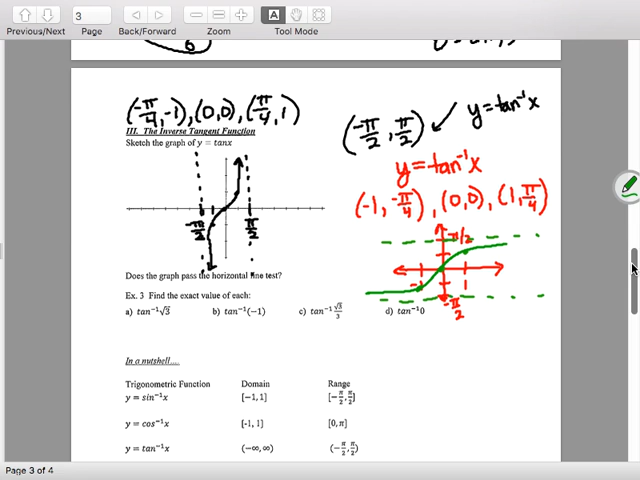 3
A
Previous/Next
Page
Back/Forward
Zoom
Tool Mode
6
(-π/4, -1), (0,0), (π/4, 1)
(-π/2, π/2)
y = tan⁻¹x
III. The Inverse Tangent Function
Sketch the graph of y = tanx
y = tan⁻¹x
(-1, -π/4), (0,0), (1, π/4)
-π/2
π/2
π/2
-1
1
-π/2
Does the graph pass the horizontal line test?
Ex. 3 Find the exact value of each:
a) tan⁻¹√3 b) tan⁻¹(−1) c) tan⁻¹ √3/3 d) tan⁻¹0
In a nutshell....
Trigonometric Function Domain Range
y = sin⁻¹x [−1, 1] [−π/2, π/2]
y = cos⁻¹x [-1, 1] [0, π]
y = tan⁻¹x (−∞, ∞) (−π/2, π/2)
Page 3 of 4